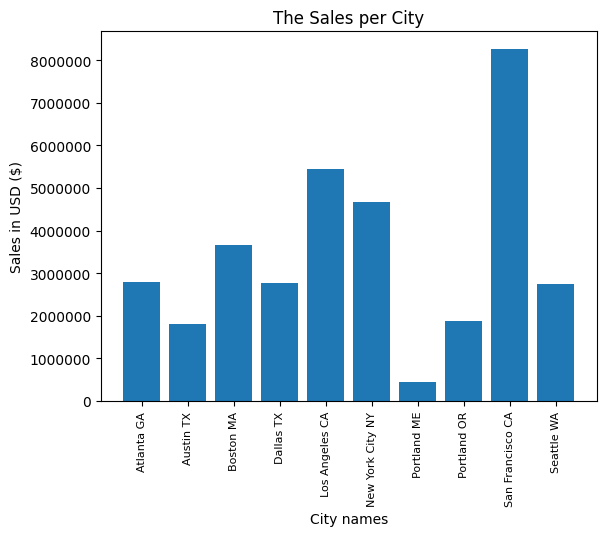 The Sales per City
Sales in USD ($)
8000000
7000000
6000000
5000000
4000000
3000000
2000000
1000000
0
Atlanta GA
Austin TX
Boston MA
Dallas TX
Los Angeles CA
New York City NY
Portland ME
Portland OR
San Francisco CA
Seattle WA
City names